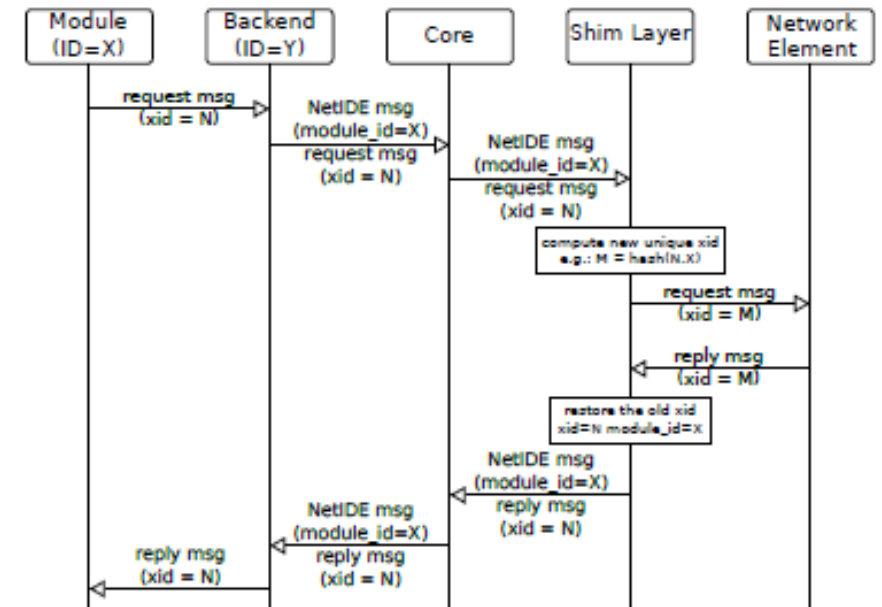 Module
(ID=X)
Backend
(ID=Y)
Core
Shim Layer
Network
Element
request msg
(xid = N)
NetIDE msg
(module_id=X)
request msg
(xid = N)
NetIDE msg
(module_id=X)
request msg
(xid = N)
compute new unique xid
e.g.: M = hash(N,X)
request msg
(xid = M)
reply msg
(xid = M)
restore the old xid
xid=N module_id=X
NetIDE msg
(module_id=X)
reply msg
(xid = N)
NetIDE msg
(module_id=X)
reply msg
(xid = N)
reply msg
(xid = N)